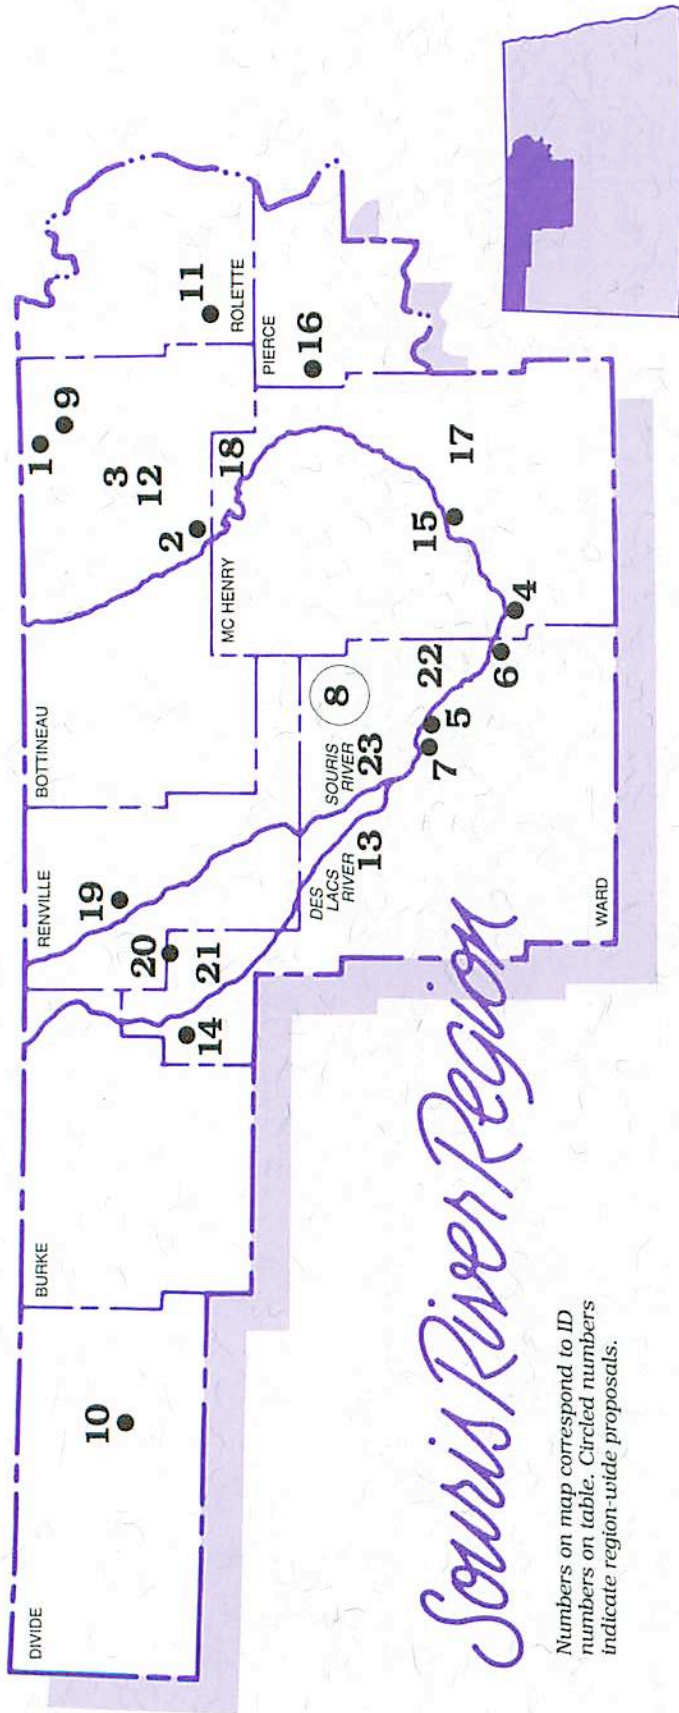 Souris River Region
Numbers on map correspond to ID
numbers on table. Circled numbers
indicate region-wide proposals.
DIVIDE
10
BURKE
14
20
21
RENVILLE
19
BOTTINEAU
1
9
3
12
2
18
MC HENRY
11
ROLETTE
PIERCE
16
DES
LACS
RIVER
13
SOURIS
RIVER
23
8
7
5
22
6
4
15
17
WARD